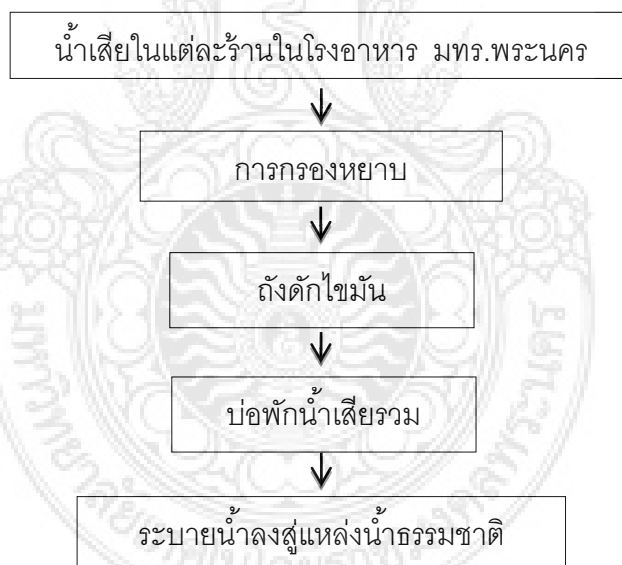 น้ำเสียในแต่ละร้านในโรงอาหาร มทร.พระนคร
การกรองหยาบ
ถังดักไขมัน
บ่อพักน้ำเสียรวม
ระบายน้ำลงสู่แหล่งน้ำธรรมชาติ